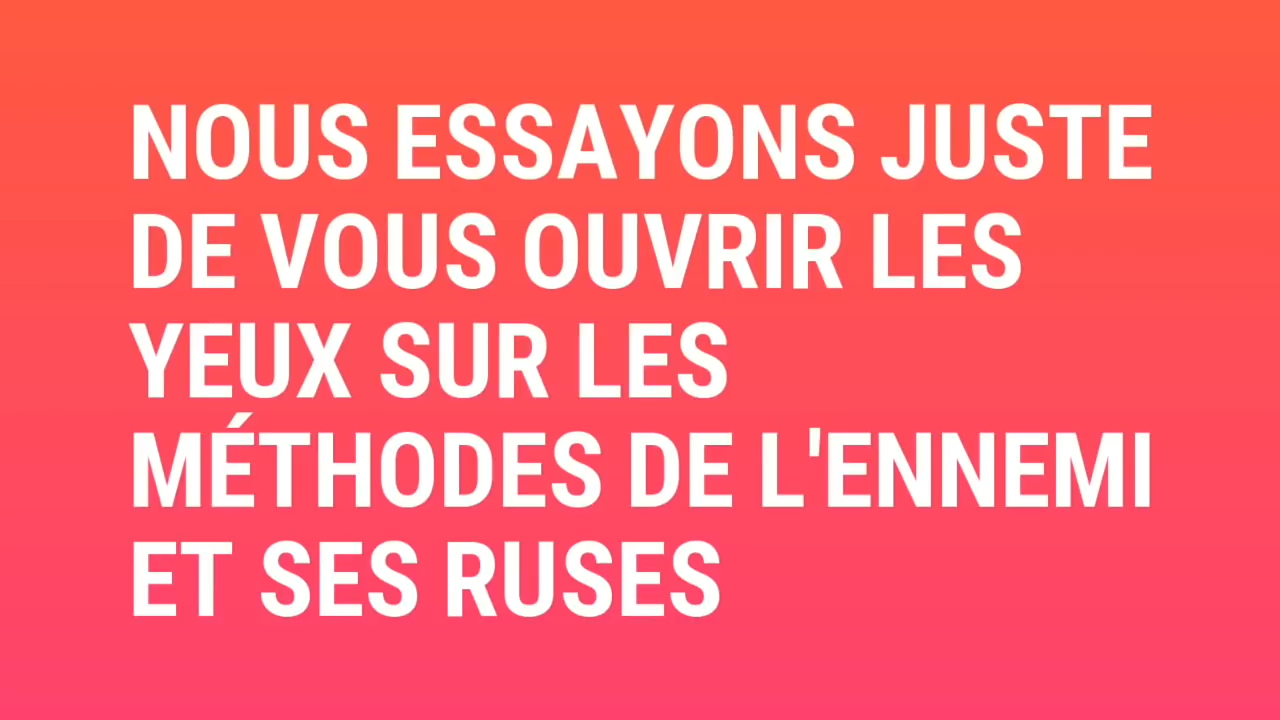 NOUS ESSAYONS JUSTE
DE VOUS OUVRIR LES
YEUX SUR LES
MÉTHODES DE L'ENNEMI
ET SES RUSES